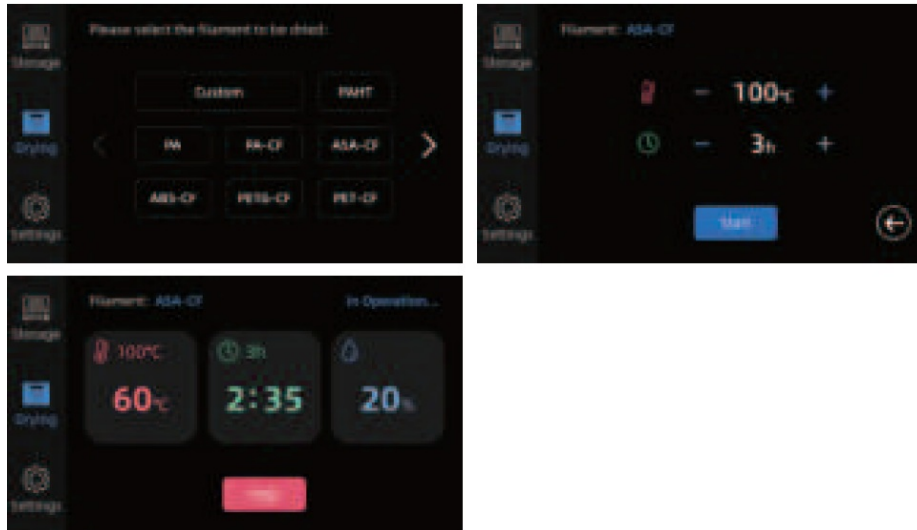 Please select the filament to be dried:
Storage
Custom
PAHT
Drying
PA
PA-CF
ASA-CF
ABS-CF
PETG-CF
PET-CF
Settings
Filament: ASA-CF
Storage
100℃
Drying
3h
Start
Settings
Filament: ASA-CF
In Operation...
Storage
100℃
3h
60℃
2:35
20%
Drying
Settings